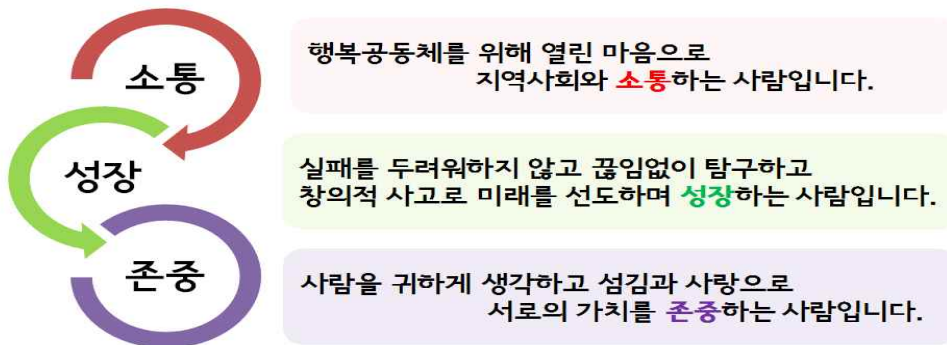 소통
행복공동체를 위해 열린 마음으로
지역사회와 소통하는 사람입니다.
성장
실패를 두려워하지 않고 끊임없이 탐구하고
창의적 사고로 미래를 선도하며 성장하는 사람입니다.
존중
사람을 귀하게 생각하고 섬김과 사랑으로
서로의 가치를 존중하는 사람입니다.